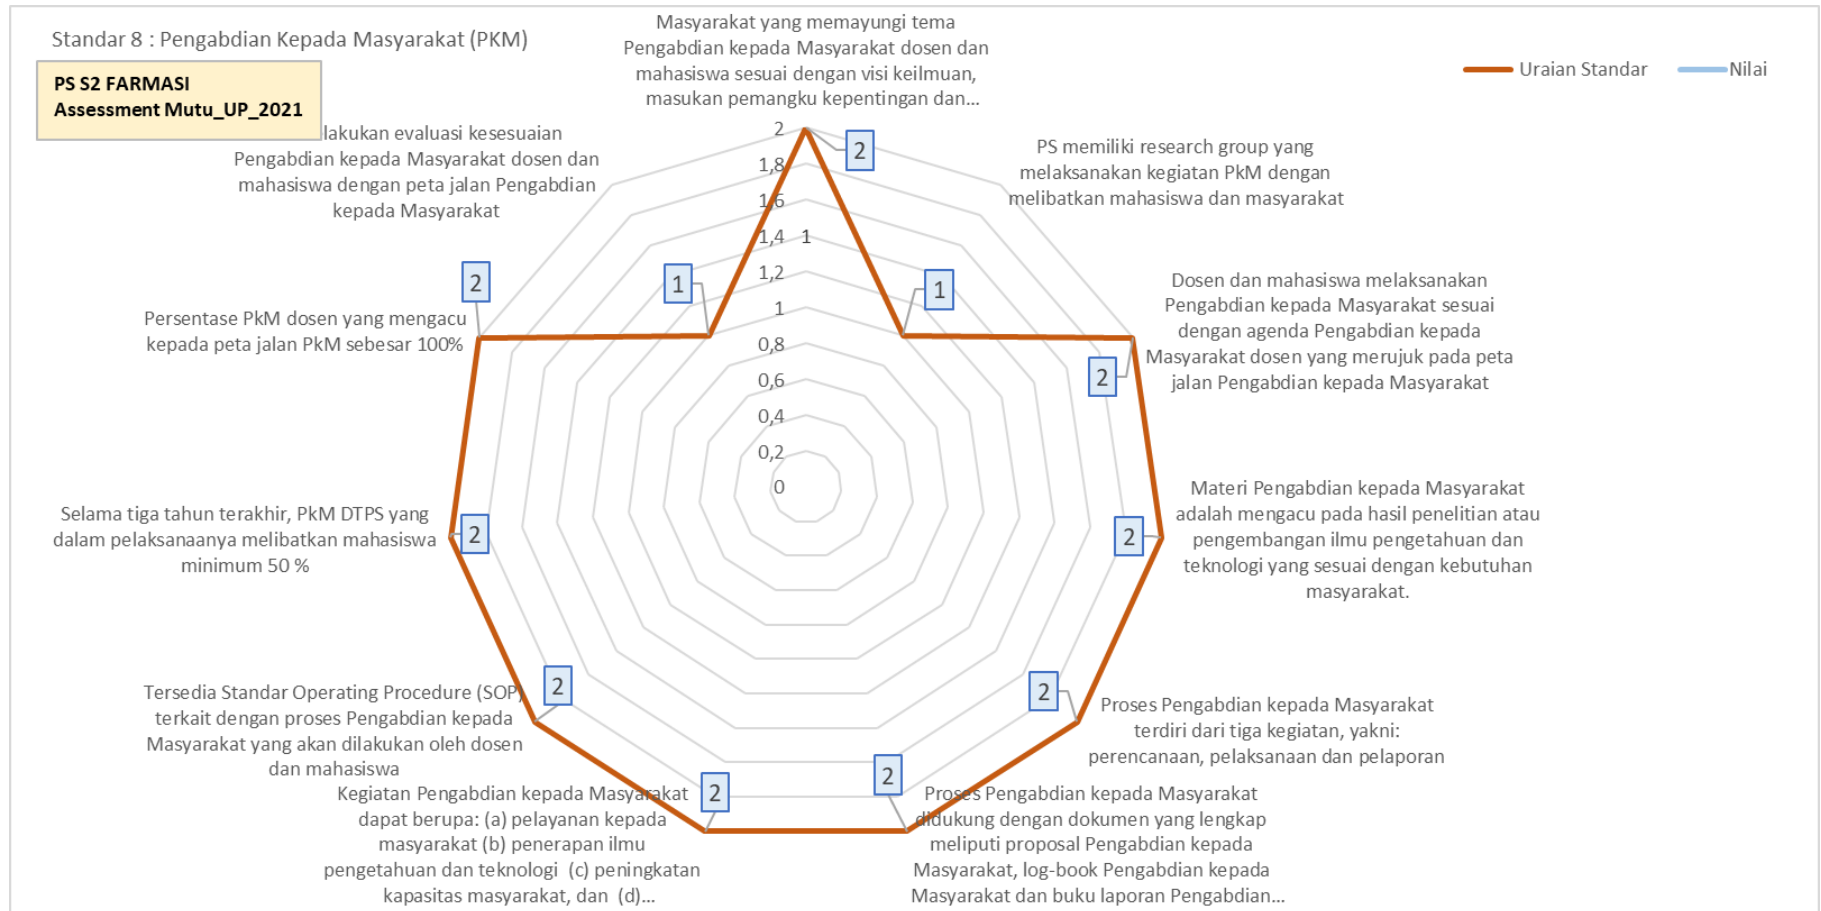 Standar 8 : Pengabdian Kepada Masyarakat (PKM)
PS S2 FARMASI
Assessment Mutu_UP_2021
Masyarakat yang memayungi tema
Pengabdian kepada Masyarakat dosen dan
mahasiswa sesuai dengan visi keilmuan,
masukan pemangku kepentingan dan...
Uraian Standar
Nilai
PS memiliki research group yang
melaksanakan kegiatan PkM dengan
melibatkan mahasiswa dan masyarakat
Dosen dan mahasiswa melaksanakan
Pengabdian kepada Masyarakat sesuai
dengan agenda Pengabdian kepada
Masyarakat dosen yang merujuk pada peta
jalan Pengabdian kepada Masyarakat
Materi Pengabdian kepada Masyarakat
adalah mengacu pada hasil penelitian atau
pengembangan ilmu pengetahuan dan
teknologi yang sesuai dengan kebutuhan
masyarakat.
Proses Pengabdian kepada Masyarakat
terdiri dari tiga kegiatan, yakni:
perencanaan, pelaksanaan dan pelaporan
Proses Pengabdian kepada Masyarakat
didukung dengan dokumen yang lengkap
meliputi proposal Pengabdian kepada
Masyarakat, log-book Pengabdian kepada
Masyarakat dan buku laporan Pengabdian...
Kegiatan Pengabdian kepada Masyarakat
dapat berupa: (a) pelayanan kepada
masyarakat (b) penerapan ilmu
pengetahuan dan teknologi (c) peningkatan
kapasitas masyarakat, dan (d)...
Tersedia Standar Operating Procedure (SOP)
terkait dengan proses Pengabdian kepada
Masyarakat yang akan dilakukan oleh dosen
dan mahasiswa
Selama tiga tahun terakhir, PkM DTPS yang
dalam pelaksanaanya melibatkan mahasiswa
minimum 50 %
Persentase PkM dosen yang mengacu
kepada peta jalan PkM sebesar 100%
lakukan evaluasi kesesuaian
Pengabdian kepada Masyarakat dosen dan
mahasiswa dengan peta jalan Pengabdian
kepada Masyarakat
2
1,8
1,6
1,4
1
1,2
1
0,8
0,6
0,4
0,2
0
2
1
2
2
2
2
2
2
2
2
1